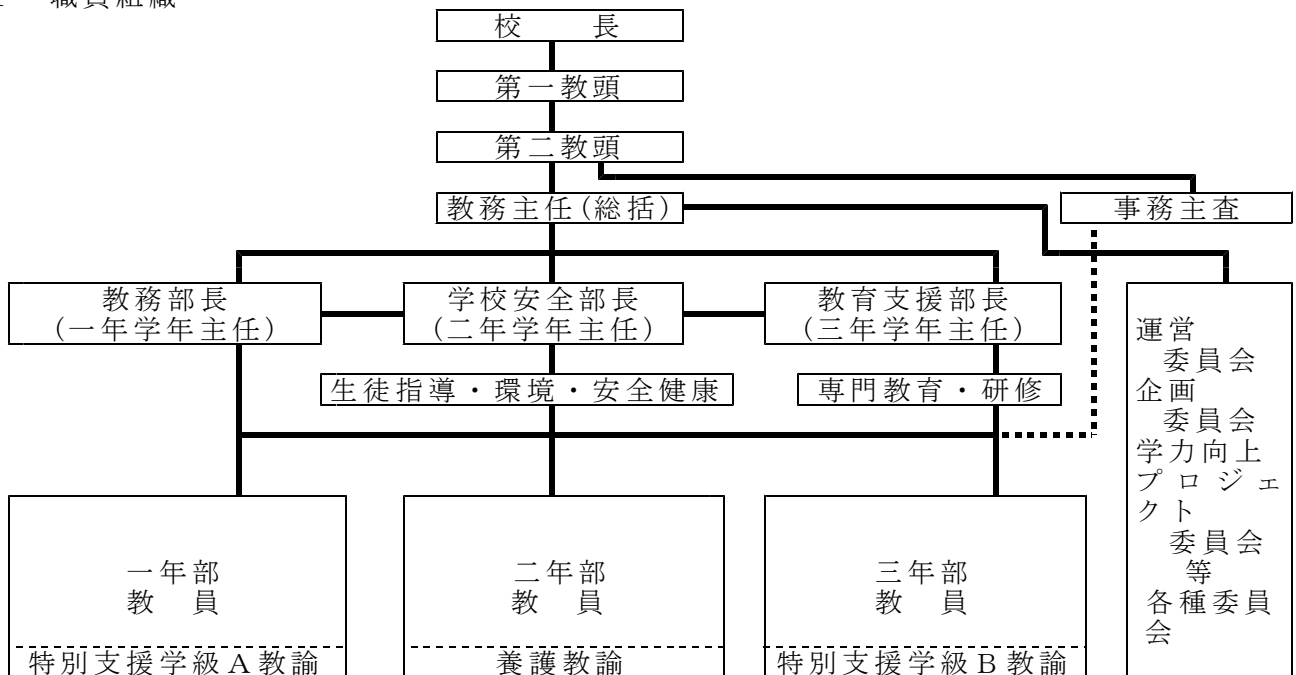 職員組織
校　　長
第一教頭
第二教頭
教務主任(総括)
事務主査
教務部長
(一年学年主任)
学校安全部長
(二年学年主任)
教育支援部長
(三年学年主任)
生徒指導・環境・安全健康
専門教育・研修
運営
委員会
企画
委員会
学力向上
プロジェ
クト
委員会
等
各種委員
会
一年部
教　員
特別支援学級A教諭
二年部
教　員
養護教諭
三年部
教　員
特別支援学級B教諭